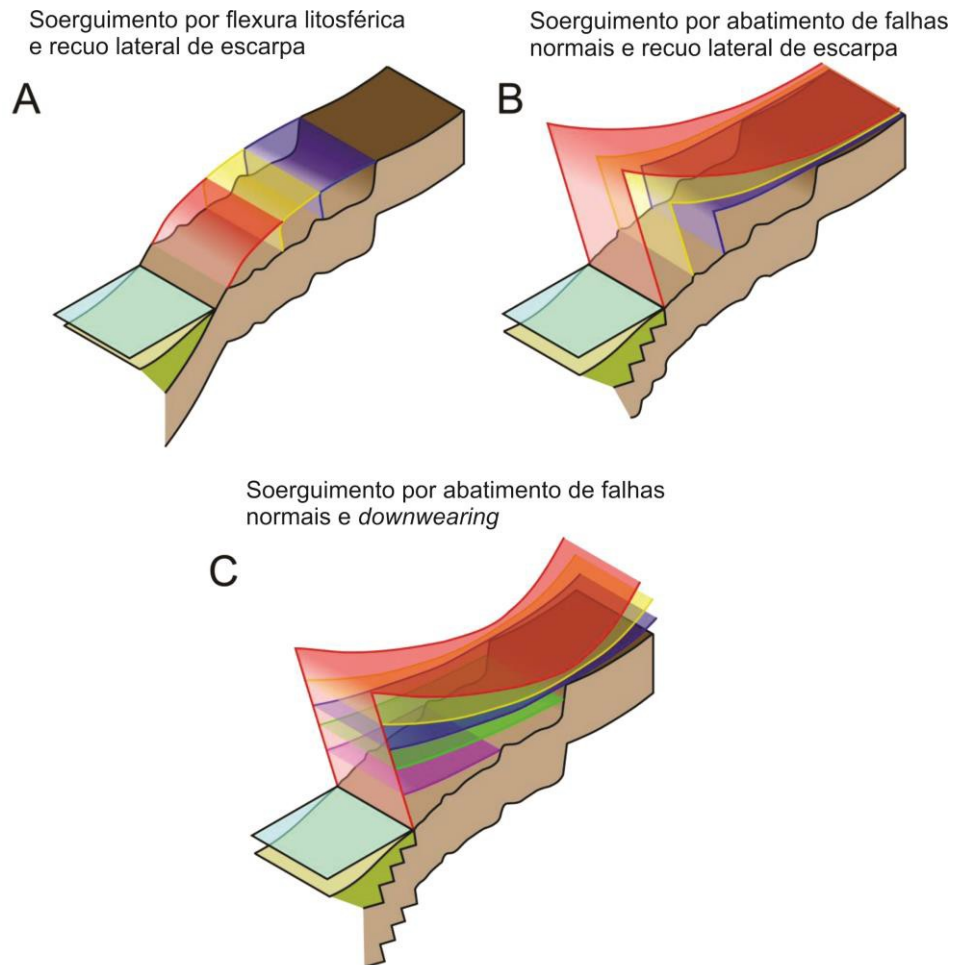 Soerguimento por flexura litosférica
e recuo lateral de escarpa
A
Soerguimento por abatimento de falhas
normais e recuo lateral de escarpa
B
Soerguimento por abatimento de falhas
normais e downwearing
C